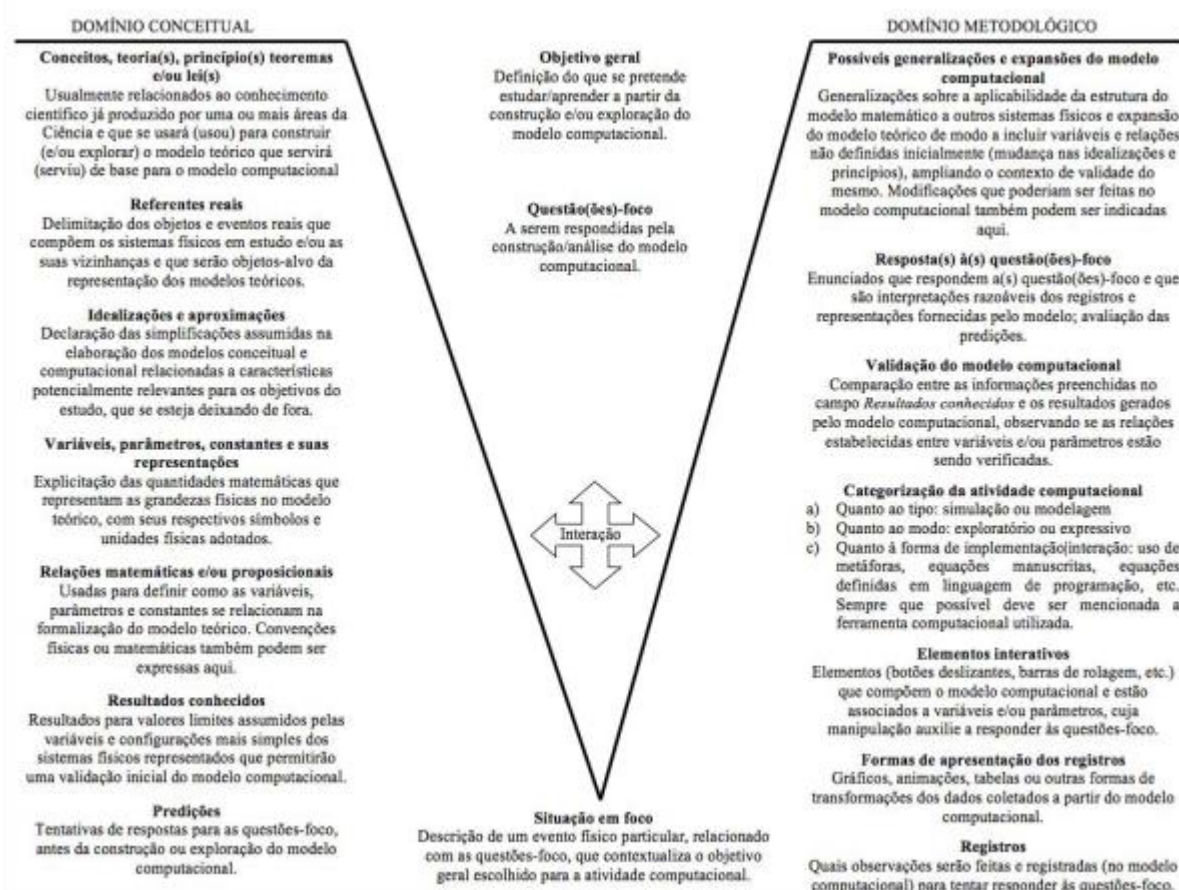 DOMÍNIO CONCEITUAL
Conceitos, teoria(s), princípio(s) teoremas
e/ou lei(s)
Usualmente relacionados ao conhecimento
científico já produzido por uma ou mais áreas da
Ciência e que se usará (usou) para construir
(e/ou explorar) o modelo teórico que servirá
(serviu) de base para o modelo computacional
Referentes reais
Delimitação dos objetos e eventos reais que
compõem os sistemas físicos em estudo e/ou as
suas vizinhanças e que serão objetos-alvo da
representação dos modelos teóricos.
Idealizações e aproximações
Declaração das simplificações assumidas na
elaboração dos modelos conceitual e
computacional relacionadas a características
potencialmente relevantes para os objetivos do
estudo, que se esteja deixando de fora.
Variáveis, parâmetros, constantes e suas
representações
Explicitação das quantidades matemáticas que
representam as grandezas físicas no modelo
teórico, com seus respectivos símbolos e
unidades físicas adotados.
Relações matemáticas e/ou proposicionais
Usadas para definir como as variáveis,
parâmetros e constantes se relacionam na
formalização do modelo teórico. Convenções
físicas ou matemáticas também podem ser
expressas aqui.
Resultados conhecidos
Resultados para valores limites assumidos pelas
variáveis e configurações mais simples dos
sistemas físicos representados que permitirão
uma validação inicial do modelo computacional.
Predições
Tentativas de respostas para as questões-foco,
antes da construção ou exploração do modelo
computacional.
Objetivo geral
Definição do que se pretende
estudar/aprender a partir da
construção e/ou exploração do
modelo computacional.
Questão(ões)-foco
A serem respondidas pela
construção/análise do modelo
computacional.
Interação
Situação em foco
Descrição de um evento físico particular, relacionado
com as questões-foco, que contextualiza o objetivo
geral escolhido para a atividade computacional.
DOMÍNIO METODOLÓGICO
Possíveis generalizações e expansões do modelo
computacional
Generalizações sobre a aplicabilidade da estrutura do
modelo matemático a outros sistemas físicos e expansão
do modelo teórico de modo a incluir variáveis e relações
não definidas inicialmente (mudança nas idealizações e
princípios), ampliando o contexto de validade do
mesmo. Modificações que poderiam ser feitas no
modelo computacional também podem ser indicadas
aqui.
Resposta(s) à(s) questão(ões)-foco
Enunciados que respondem a(s) questão(ões)-foco e que
são interpretações razoáveis dos registros e
representações fornecidas pelo modelo; avaliação das
predições.
Validação do modelo computacional
Comparação entre as informações preenchidas no
campo Resultados conhecidos e os resultados gerados
pelo modelo computacional, observando se as relações
estabelecidas entre variáveis e/ou parâmetros estão
sendo verificadas.
Categorização da atividade computacional
a) Quanto ao tipo: simulação ou modelagem
b) Quanto ao modo: exploratório ou expressivo
c) Quanto à forma de implementação|interação: uso de
metáforas, equações manuscritas, equações
definidas em linguagem de programação, etc.
Sempre que possível deve ser mencionada a
ferramenta computacional utilizada.
Elementos interativos
Elementos (botões deslizantes, barras de rolagem, etc.)
que compõem o modelo computacional e estão
associados a variáveis e/ou parâmetros, cuja
manipulação auxilie a responder às questões-foco.
Formas de apresentação dos registros
Gráficos, animações, tabelas ou outras formas de
transformações dos dados coletados a partir do modelo
computacional.
Registros
Quais observações serão feitas e registradas (no modelo
computacional) para tentar responder às questões-foco.